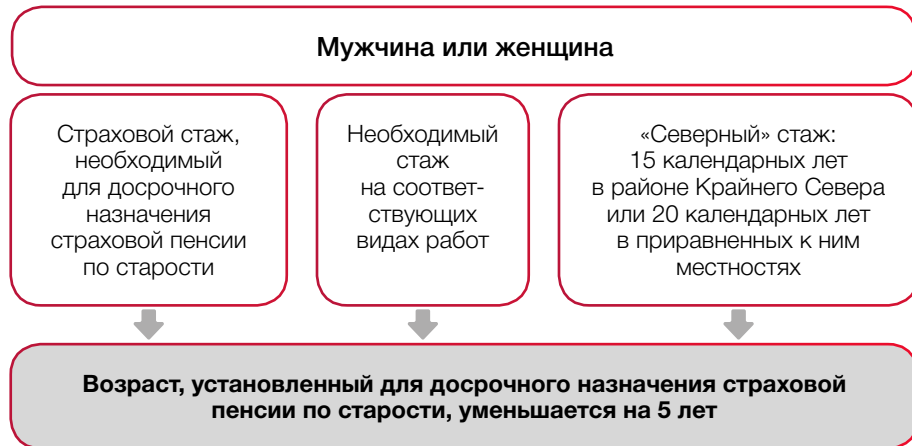 Мужчина или женщина
Страховой стаж,
необходимый
для досрочного
назначения
страховой пенсии
по старости
Необходимый
стаж
на соответ-
ствующих
видах работ
«Северный» стаж:
15 календарных лет
в районе Крайнего Севера
или 20 календарных лет
в приравненных к ним
местностях
Возраст, установленный для досрочного назначения страховой
пенсии по старости, уменьшается на 5 лет